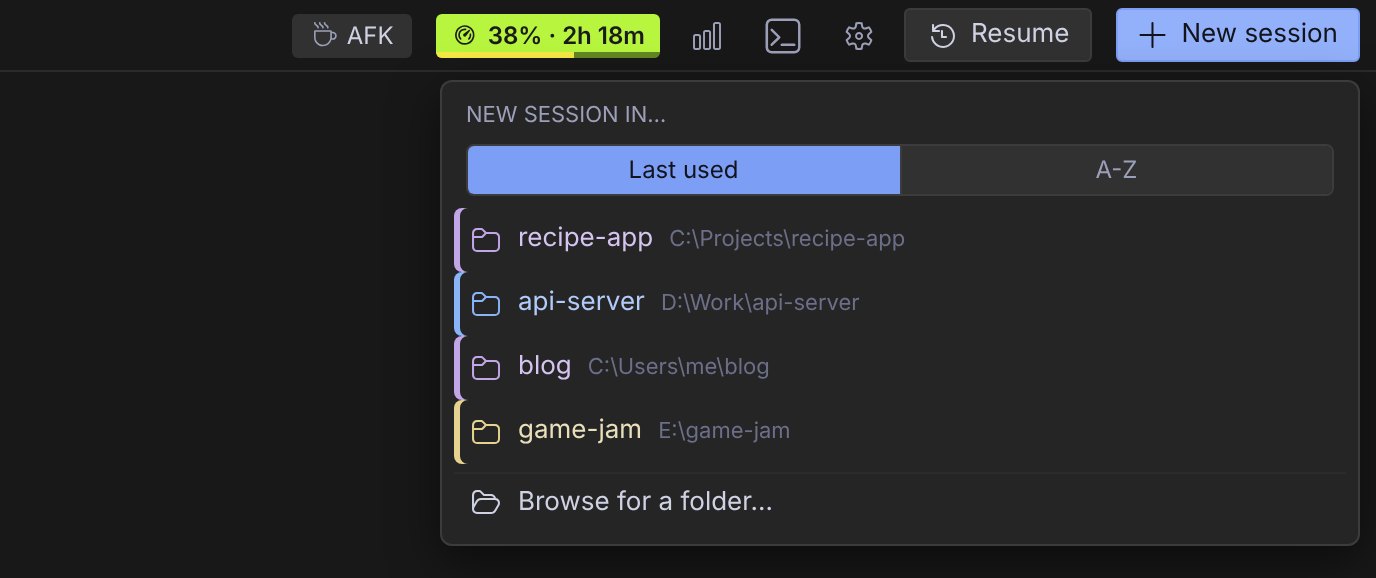 AFK 38% · 2h 18m Resume New session
NEW SESSION IN...
Last used A-Z
recipe-app C:\Projects\recipe-app
api-server D:\Work\api-server
blog C:\Users\me\blog
game-jam E:\game-jam
Browse for a folder...